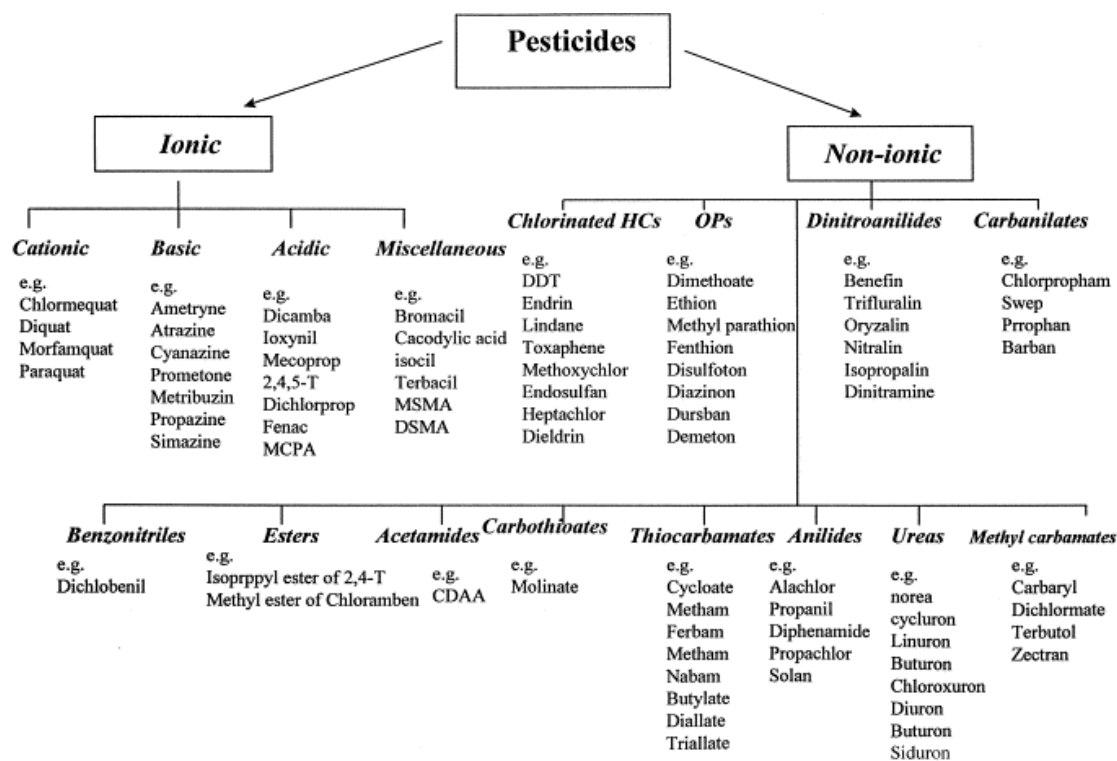 Pesticides
Ionic
Non-ionic
Cationic
e.g.
Chlormequat
Diquat
Morfamquat
Paraquat
Basic
e.g.
Ametryne
Atrazine
Cyanazine
Prometone
Metribuzin
Propazine
Simazine
Acidic
e.g.
Dicamba
Ioxynil
Mecoprop
2,4,5-T
Dichlorprop
Fenac
MCPA
Miscellaneous
e.g.
Bromacil
Cacodylic acid
isocil
Terbacil
MSMA
DSMA
Chlorinated HCs
e.g.
DDT
Endrin
Lindane
Toxaphene
Methoxychlor
Endosulfan
Heptachlor
Dieldrin
OPs
e.g.
Dimethoate
Ethion
Methyl parathion
Fenthion
Disulfoton
Diazinon
Dursban
Demeton
Dinitroanilides
e.g.
Benefin
Trifluralin
Oryzalin
Nitralin
Isopropalin
Dinitramine
Carbanilates
e.g.
Chlorpropham
Swep
Prrophan
Barban
Benzonitriles
e.g.
Dichlobenil
Esters
e.g.
Isoprppyl ester of 2,4-T
Methyl ester of Chloramben
Acetamides
e.g.
CDAA
Carbothioates
e.g.
Molinate
Thiocarbamates
e.g.
Cycloate
Metham
Ferbam
Metham
Nabam
Butylate
Diallate
Triallate
Anilides
e.g.
Alachlor
Propanil
Diphenamide
Propachlor
Solan
Ureas
e.g.
norea
cycluron
Linuron
Buturon
Chloroxuron
Diuron
Buturon
Siduron
Methyl carbamates
e.g.
Carbaryl
Dichlormate
Terbutol
Zectran